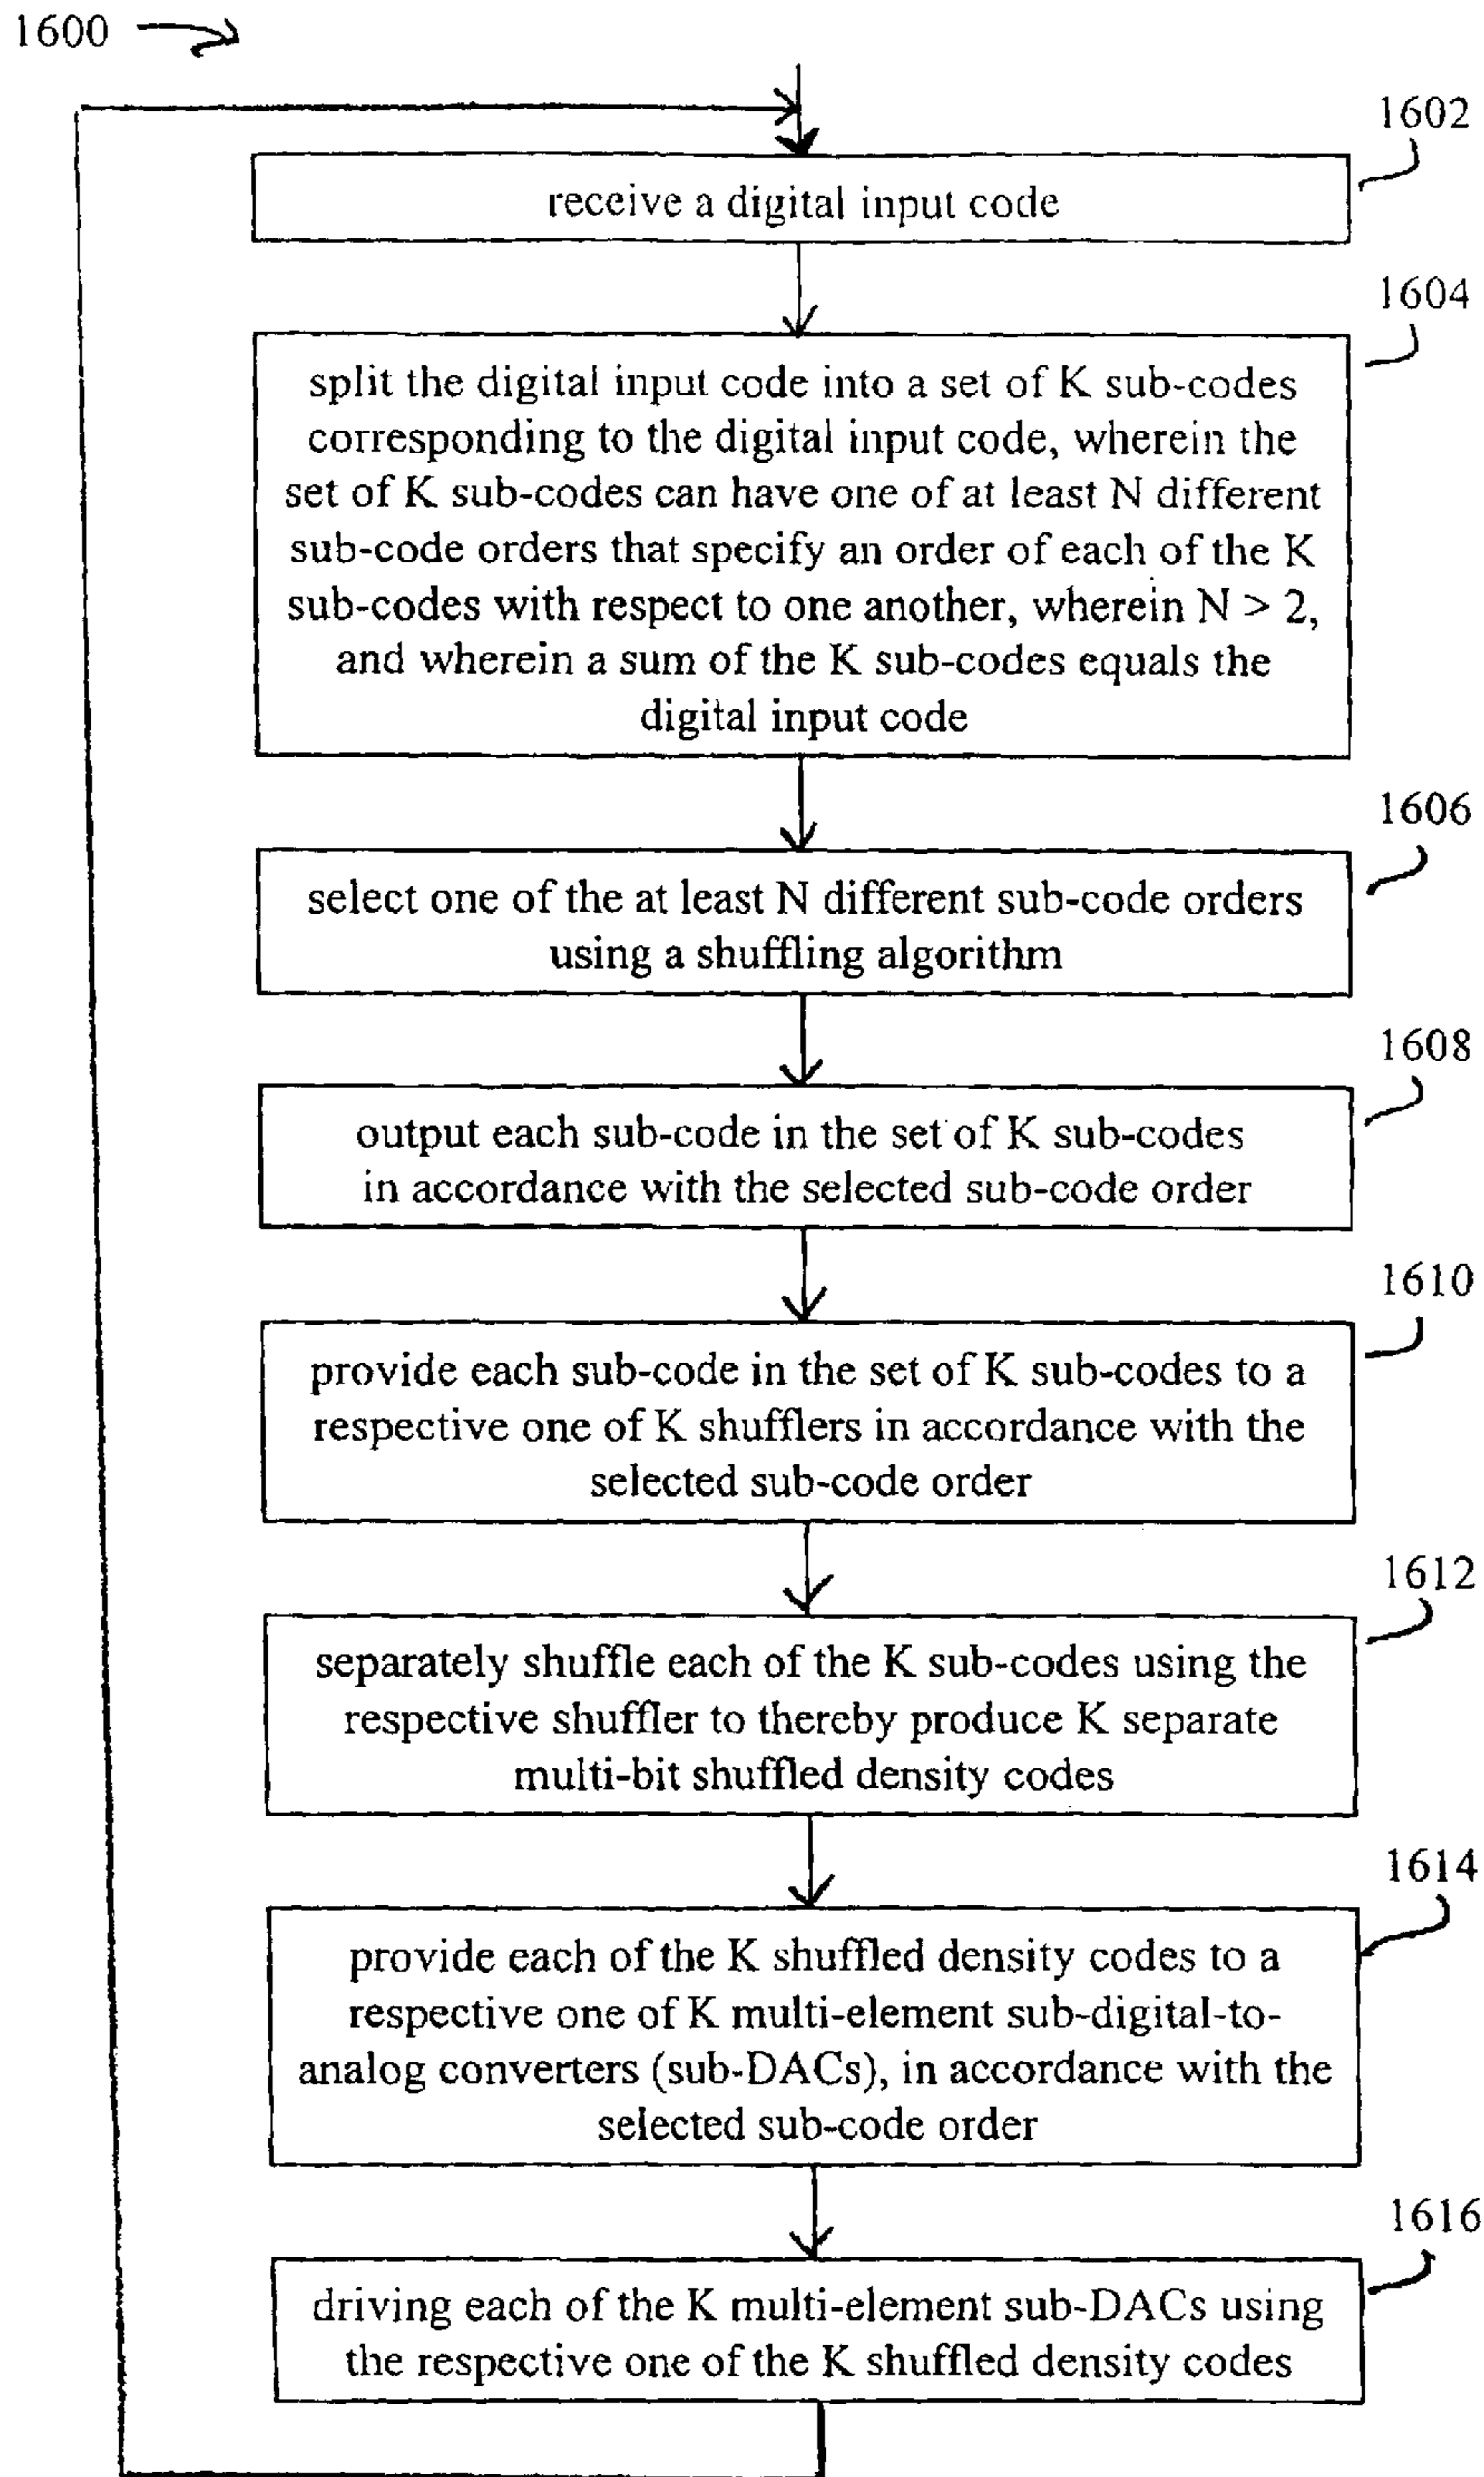 1600
1602
receive a digital input code
1604
split the digital input code into a set of K sub-codes
corresponding to the digital input code, wherein the
set of K sub-codes can have one of at least N different
sub-code orders that specify an order of each of the K
sub-codes with respect to one another, wherein N > 2,
and wherein a sum of the K sub-codes equals the
digital input code
1606
select one of the at least N different sub-code orders
using a shuffling algorithm
1608
output each sub-code in the set of K sub-codes
in accordance with the selected sub-code order
1610
provide each sub-code in the set of K sub-codes to a
respective one of K shufflers in accordance with the
selected sub-code order
1612
separately shuffle each of the K sub-codes using the
respective shuffler to thereby produce K separate
multi-bit shuffled density codes
1614
provide each of the K shuffled density codes to a
respective one of K multi-element sub-digital-to-
analog converters (sub-DACs), in accordance with the
selected sub-code order
1616
driving each of the K multi-element sub-DACs using
the respective one of the K shuffled density codes